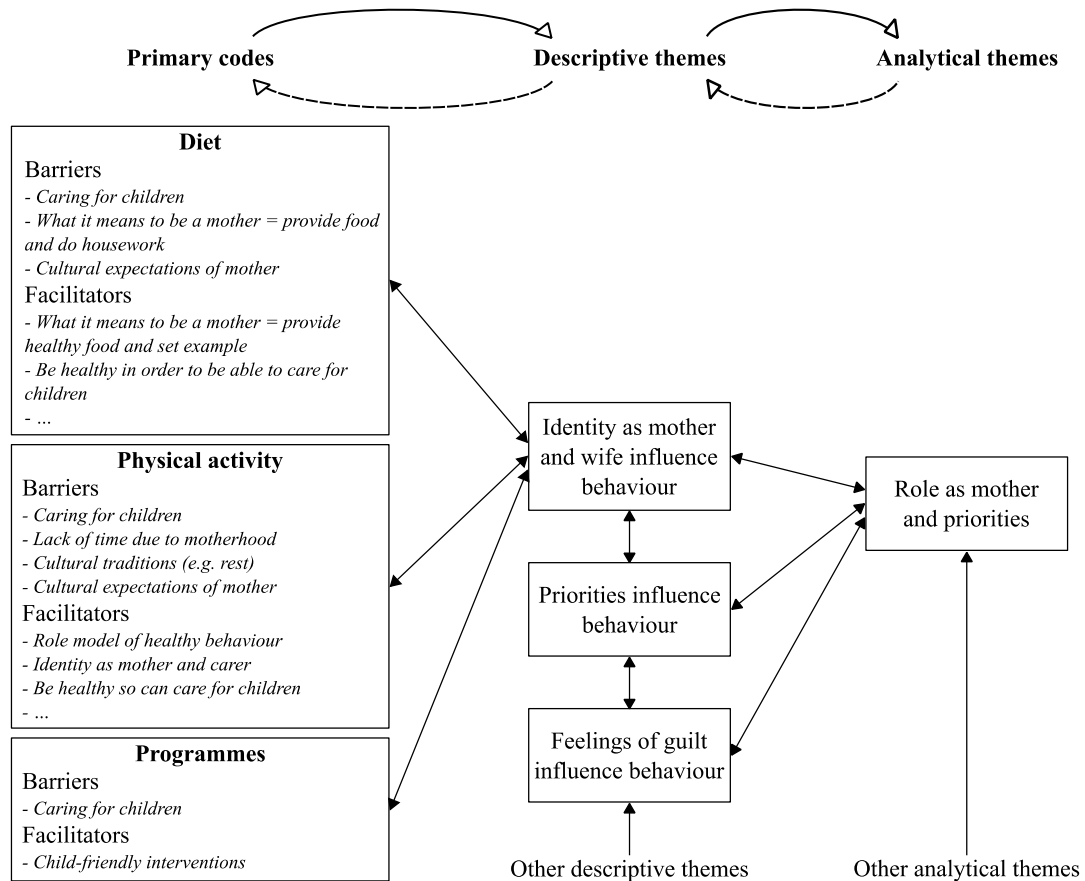 Primary codes
Descriptive themes
Analytical themes
Diet
Barriers
- Caring for children
- What it means to be a mother = provide food
and do housework
- Cultural expectations of mother
Facilitators
- What it means to be a mother = provide
healthy food and set example
- Be healthy in order to be able to care for
children
- ...
Physical activity
Barriers
- Caring for children
- Lack of time due to motherhood
- Cultural traditions (e.g. rest)
- Cultural expectations of mother
Facilitators
- Role model of healthy behaviour
- Identity as mother and carer
- Be healthy so can care for children
- ...
Programmes
Barriers
- Caring for children
Facilitators
- Child-friendly interventions
Identity as mother
and wife influence
behaviour
Priorities influence
behaviour
Feelings of guilt
influence behaviour
Other descriptive themes
Role as mother
and priorities
Other analytical themes